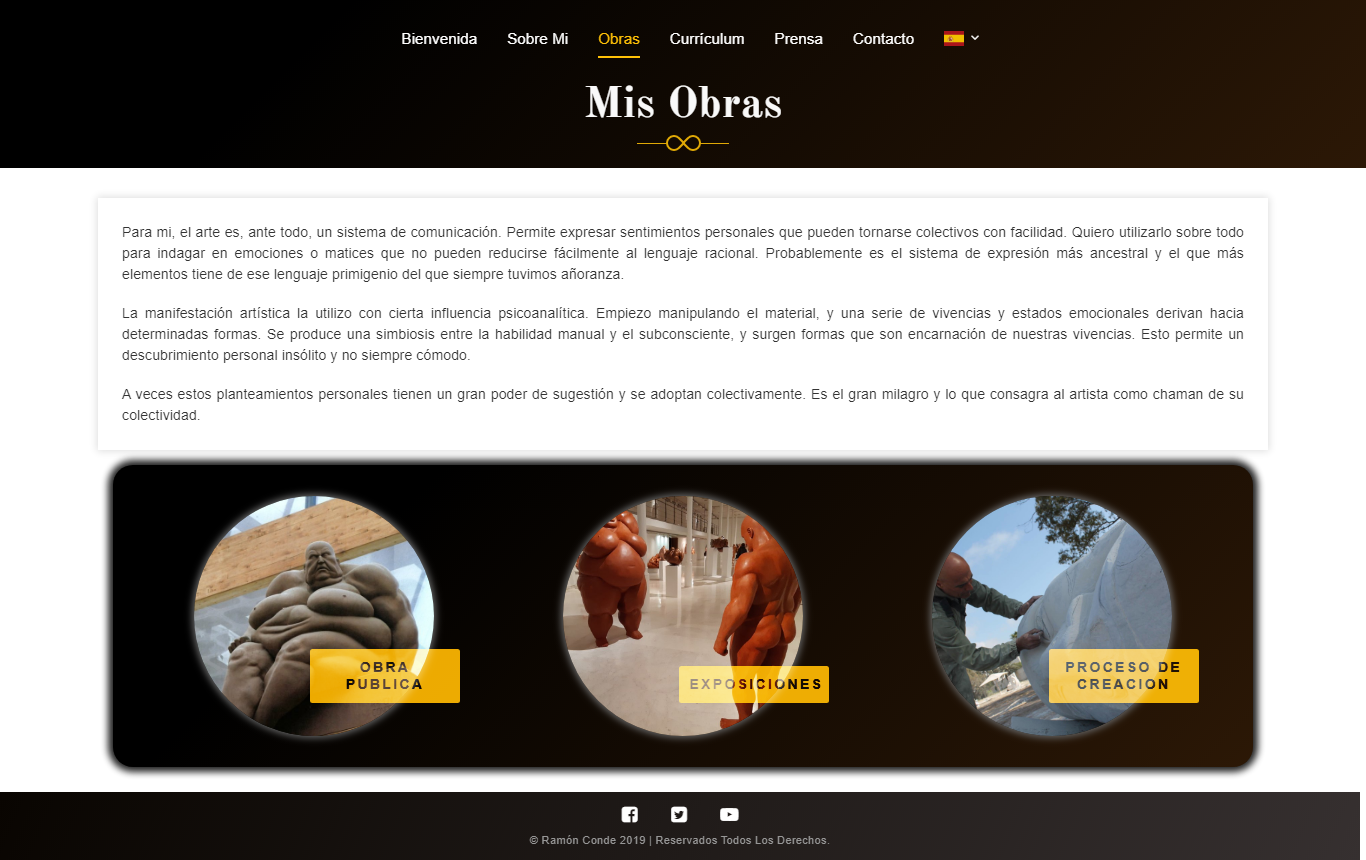 Bienvenida Sobre Mi Obras Currículum Prensa Contacto
Mis Obras
Para mi, el arte es, ante todo, un sistema de comunicación. Permite expresar sentimientos personales que pueden tornarse colectivos con facilidad. Quiero utilizarlo sobre todo
para indagar en emociones o matices que no pueden reducirse fácilmente al lenguaje racional. Probablemente es el sistema de expresión más ancestral y el que más
elementos tiene de ese lenguaje primigenio del que siempre tuvimos añoranza.
La manifestación artística la utilizo con cierta influencia psicoanalítica. Empiezo manipulando el material, y una serie de vivencias y estados emocionales derivan hacia
determinadas formas. Se produce una simbiosis entre la habilidad manual y el subconsciente, y surgen formas que son encarnación de nuestras vivencias. Esto permite un
descubrimiento personal insólito y no siempre cómodo.
A veces estos planteamientos personales tienen un gran poder de sugestión y se adoptan colectivamente. Es el gran milagro y lo que consagra al artista como chaman de su
colectividad.
OBRA
PUBLICA
EXPOSICIONES
PROCESO DE
CREACION
© Ramón Conde 2019 | Reservados Todos Los Derechos.